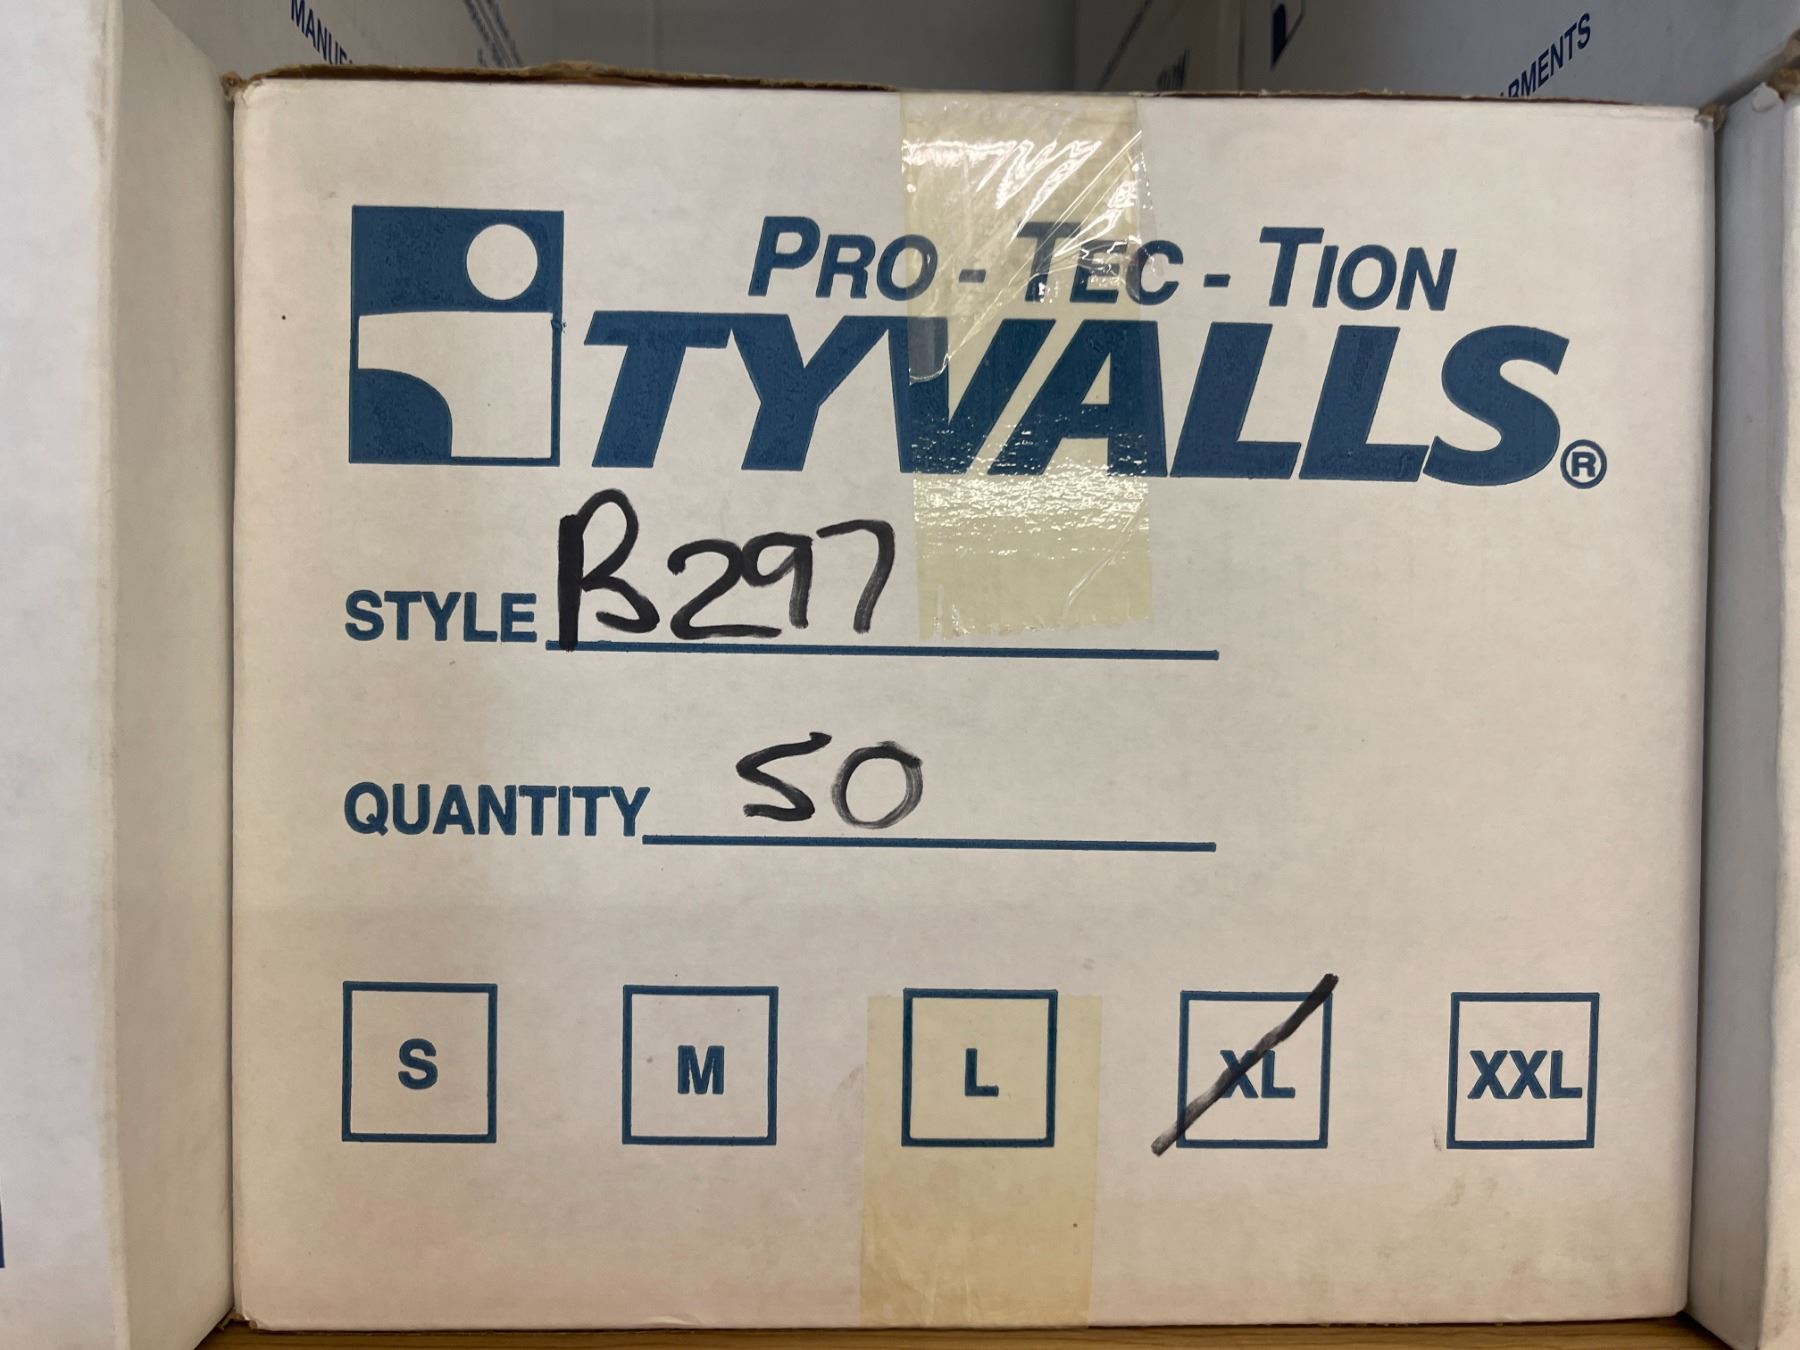 PRO-TEC-TION
TYVALLS®
STYLE B297
QUANTITY 50
S M L XL XXL